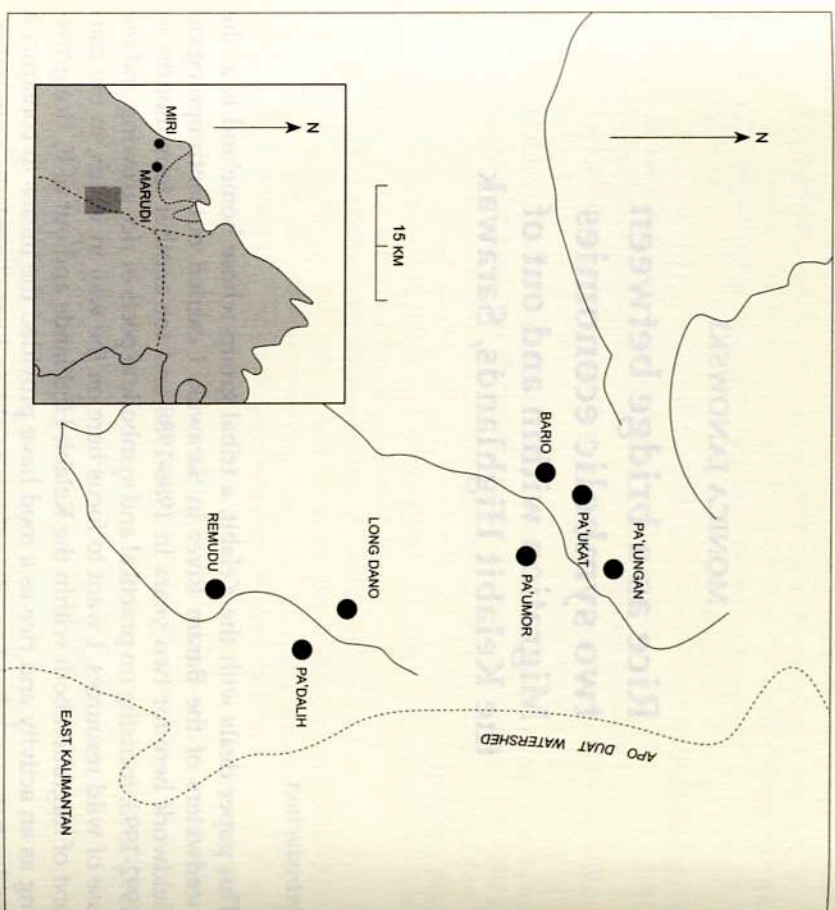 N
N
PA'LUNGAN
PA'UKAT
BARIO
PA'UMOR
APO DUAT WATERSHED
15 KM
N
MIRI
MARUDI
LONG DANO
PA'DALIH
REMUDU
EAST KALIMANTAN